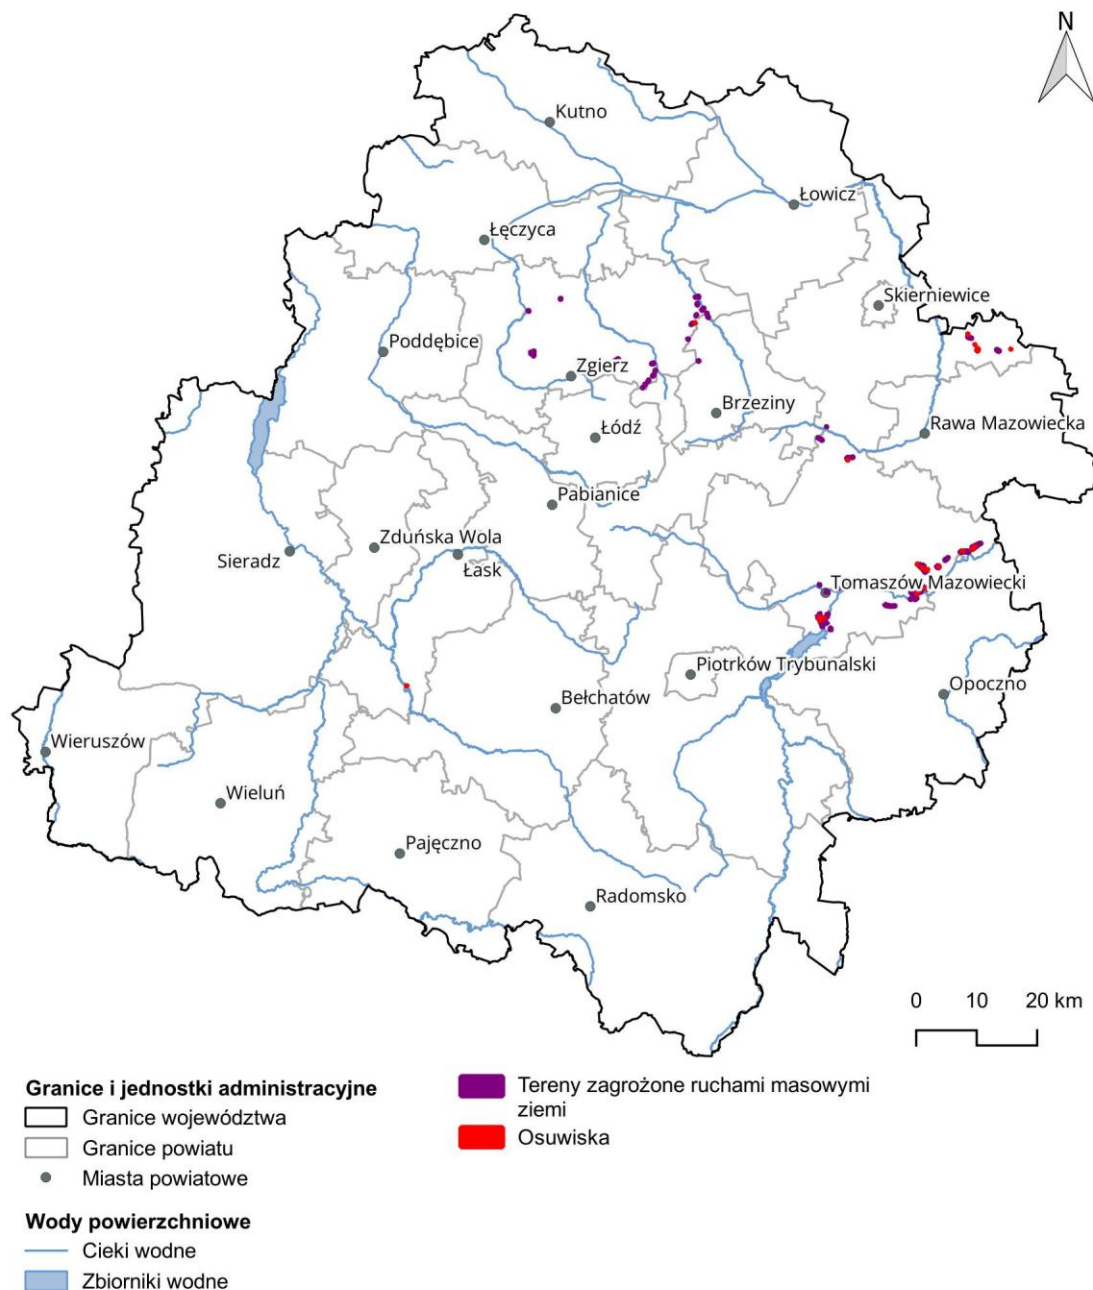 N
Kutno
Łowicz
Łęczyca
Skierniewice
Poddębice
Zgierz
Brzeziny
Rawa Mazowiecka
Łódź
Pabianice
Zduńska Wola
Sieradz
Łask
Tomaszów Mazowiecki
Piotrków Trybunalski
Opoczno
Bełchatów
Wieruszów
Wieluń
Pajęczno
Radomsko
0 10 20 km
Granice i jednostki administracyjne
Granice województwa
Granice powiatu
Miasta powiatowe
Wody powierzchniowe
Cieki wodne
Zbiorniki wodne
Tereny zagrożone ruchami masowymi
ziemi
Osuwiska